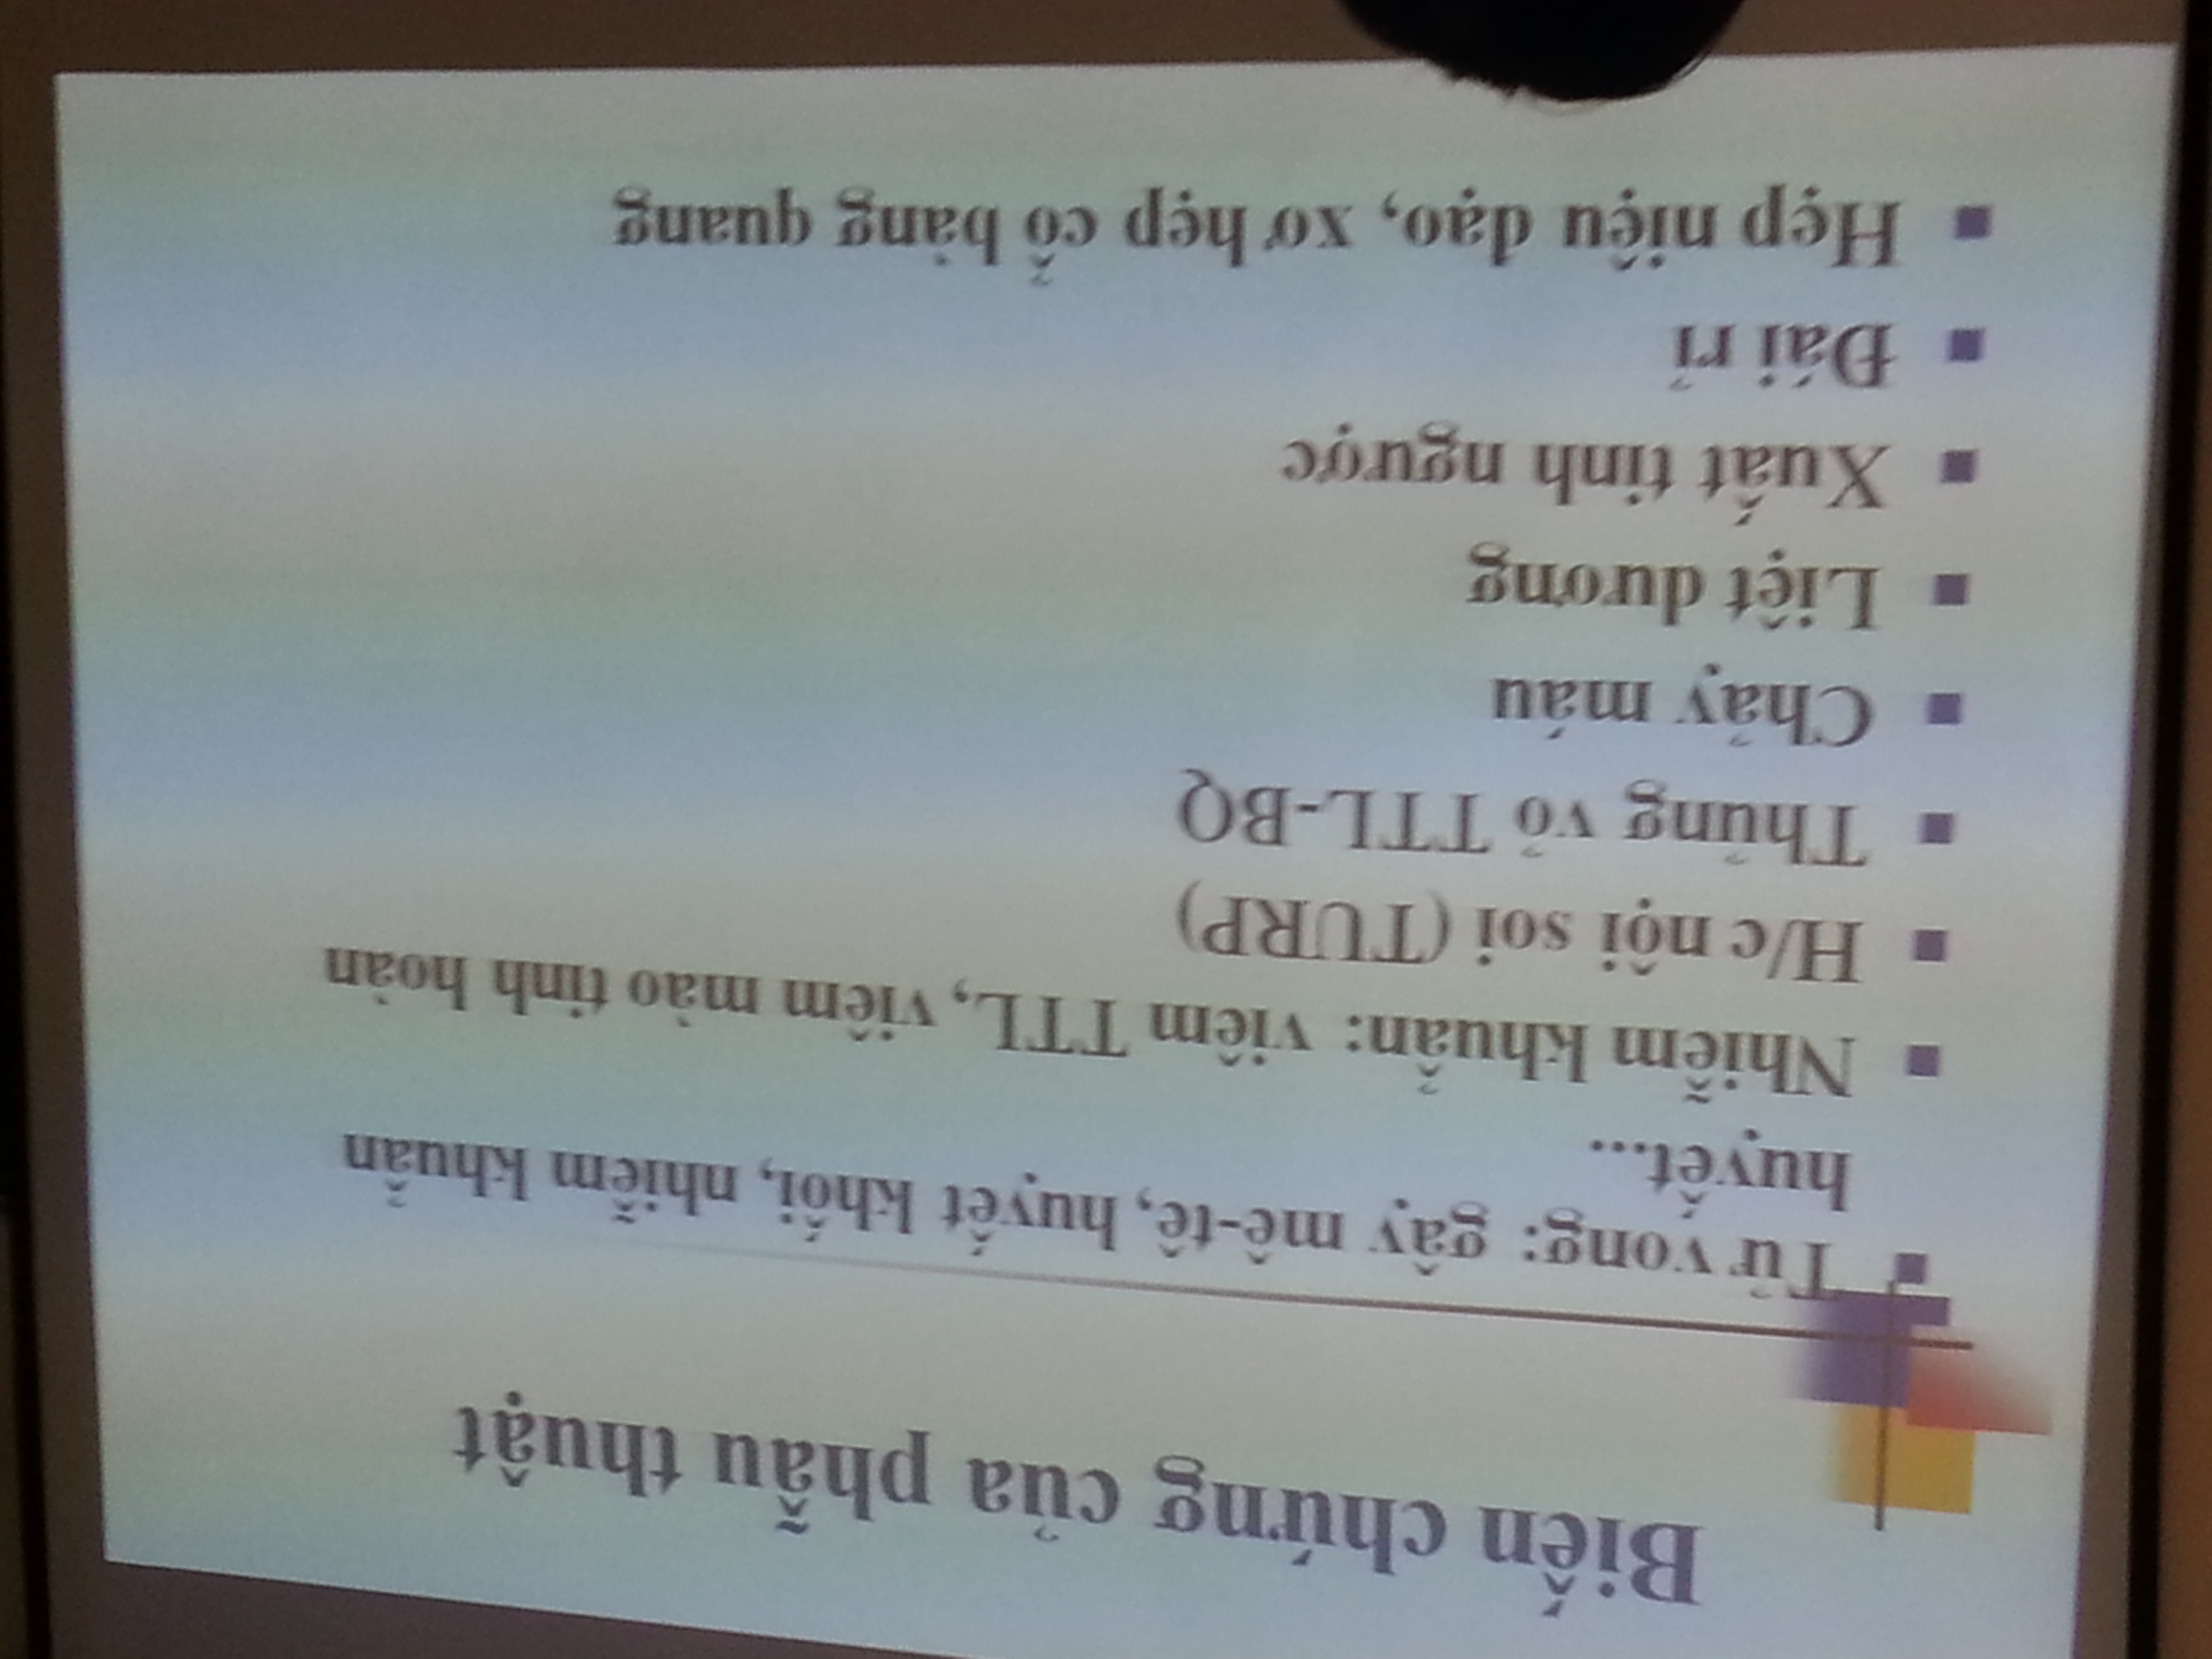 Biến chứng của phẫu thuật
Tử vong: gây mê-tê, huyết khối, nhiễm khuẩn
huyết...
Nhiễm khuẩn: viêm TTL, viêm mào tinh hoàn
H/c nội soi (TURP)
Thủng vỏ TTL-BQ
Chảy máu
Liệt dương
Xuất tinh ngược
Đái rỉ
Hẹp niệu đạo, xơ hẹp cổ bàng quang